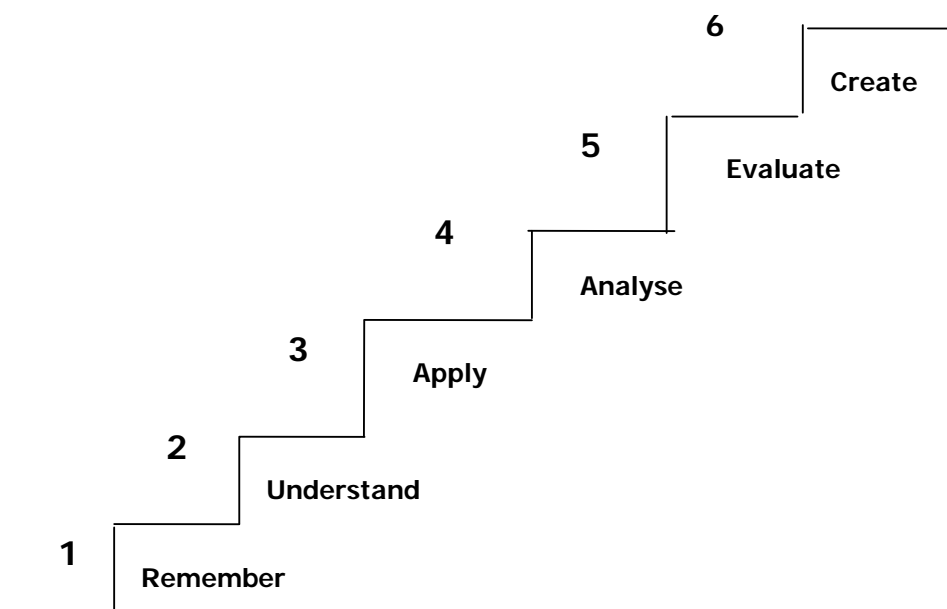 6
Create
5
Evaluate
4
Analyse
3
Apply
2
Understand
1
Remember